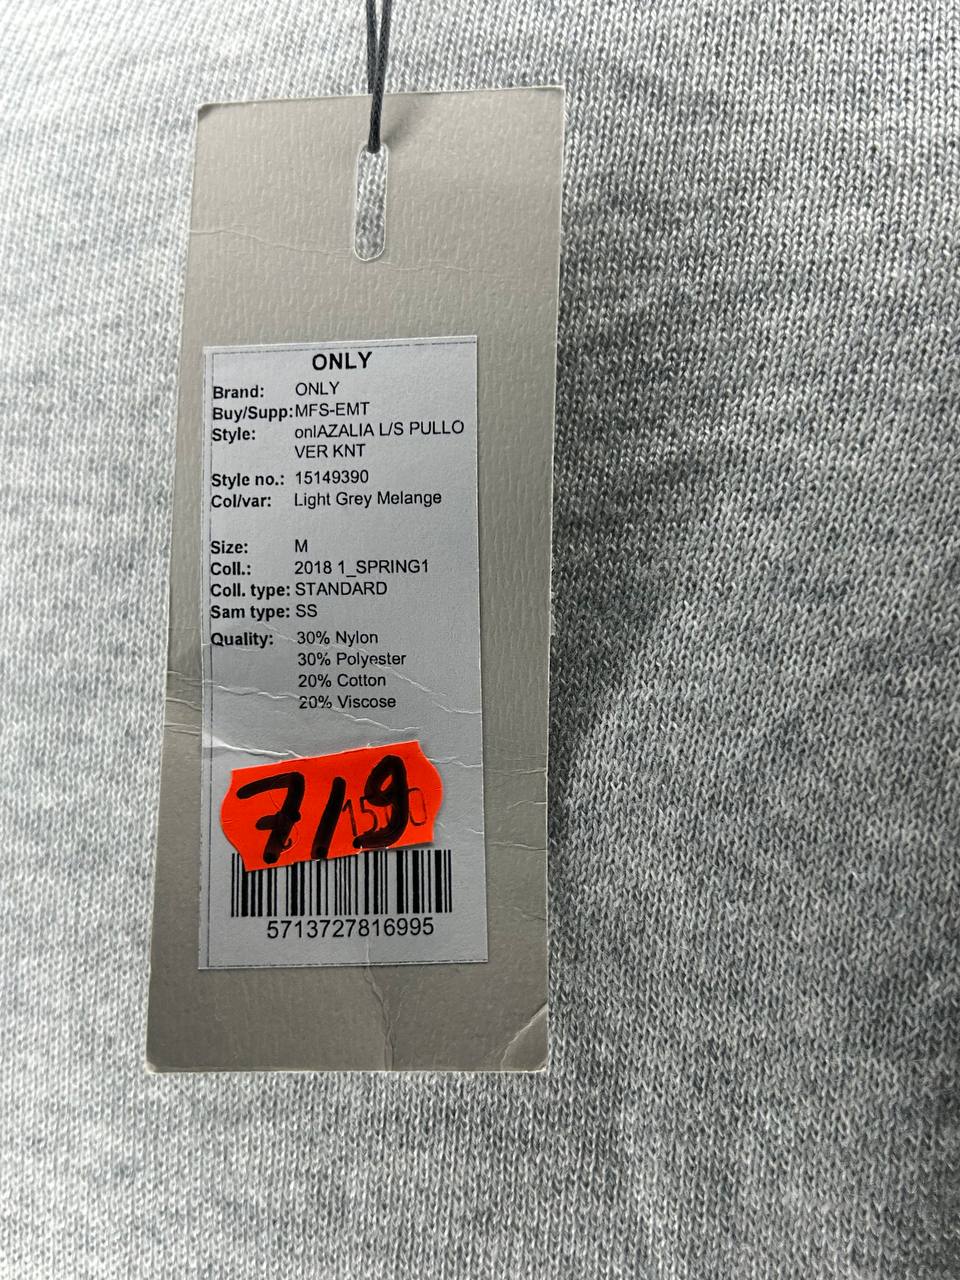 ONLY
Brand: ONLY
Buy/Supp: MFS-EMT
Style: onlAZALIA L/S PULLO
VER KNT
Style no.: 15149390
Col/var: Light Grey Melange
Size: M
Coll.: 2018 1_SPRING1
Coll. type: STANDARD
Sam type: SS
Quality: 30% Nylon
30% Polyester
20% Cotton
20% Viscose
7/9
5713727816995